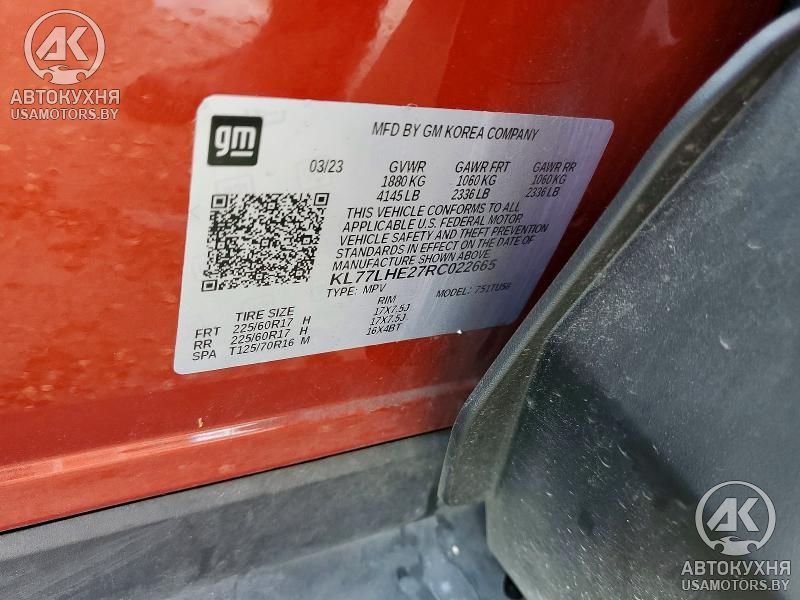 AK
АВТОКУХНЯ
USAMOTORS.BY
gm
MFD BY GM KOREA COMPANY
03/23 GVWR GAWR FRT GAWR RR
1880 KG 1060 KG 1060 KG
4145 LB 2336 LB 2336 LB
THIS VEHICLE CONFORMS TO ALL
APPLICABLE U.S. FEDERAL MOTOR
VEHICLE SAFETY AND THEFT PREVENTION
STANDARDS IN EFFECT ON THE DATE OF
MANUFACTURE SHOWN ABOVE.
KL77LHE27RC022665
TYPE: MPV MODEL: 751TU58
TIRE SIZE RIM
FRT 225/60R17 H 17X7.5J
RR 225/60R17 H 17X7.5J
SPA T125/70R16 M 16X4BT
AK
АВТОКУХНЯ
USAMOTORS.BY